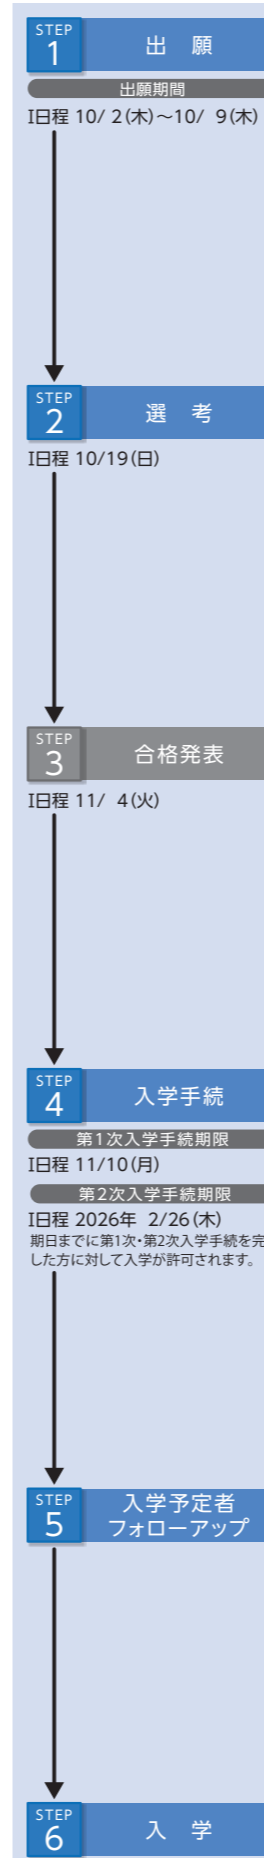 STEP
1
出 願
出願期間
I日程 10/ 2(木)～10/ 9(木)
STEP
2
選 考
I日程 10/19(日)
STEP
3
合格発表
I日程 11/ 4(火)
STEP
4
入学手続
第1次入学手続期限
I日程 11/10(月)
第2次入学手続期限
I日程 2026年 2/26(木)
期日までに第1次・第2次入学手続を完
した方に対して入学が許可されます。
STEP
5
入学予定者
フォローアップ
STEP
6
入 学